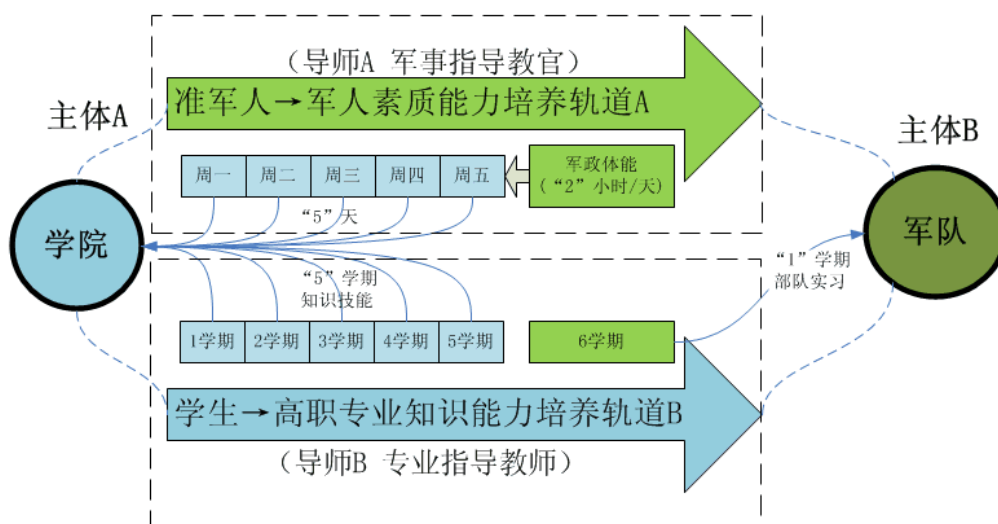 （导师A 军事指导教官）
准军人→军人素质能力培养轨道A
主体A
主体B
周一
周二
周三
周四
周五
军政体能
（“2”小时/天）
“5”天
学院
军队
“5”学期
知识技能
“1”学期
部队实习
1学期
2学期
3学期
4学期
5学期
6学期
学生→高职专业知识能力培养轨道B
（导师B 专业指导教师）